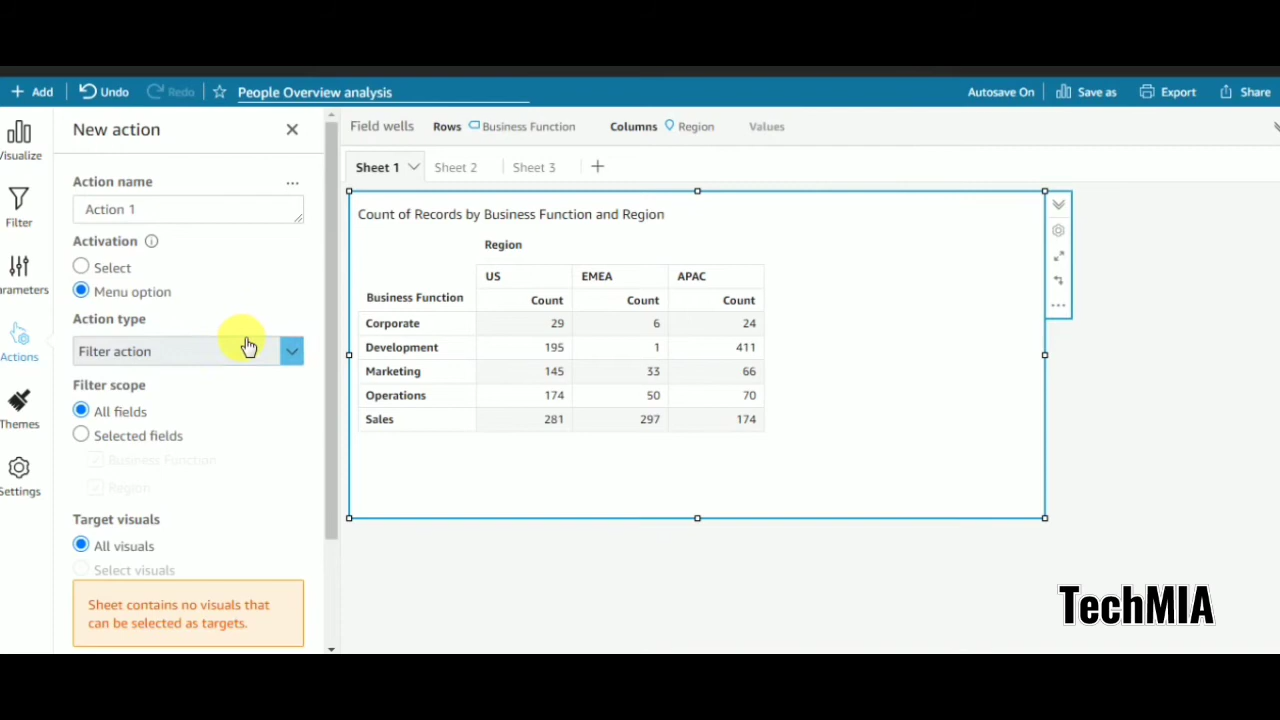 + Add Undo Redo People Overview analysis Autosave On Save as Export Share
Visualize
Filter
Parameters
Actions
Themes
Settings
New action
Action name ...
Action 1
Activation
Select
Menu option
Action type
Filter action
Filter scope
All fields
Selected fields
Business Function
Region
Target visuals
All visuals
Select visuals
Sheet contains no visuals that
can be selected as targets.
Field wells Rows Business Function Columns Region Values
Sheet 1 Sheet 2 Sheet 3 +
Count of Records by Business Function and Region
Region
US EMEA APAC
Business Function Count Count Count
Corporate 29 6 24
Development 195 1 411
Marketing 145 33 66
Operations 174 50 70
Sales 281 297 174
TechMIA